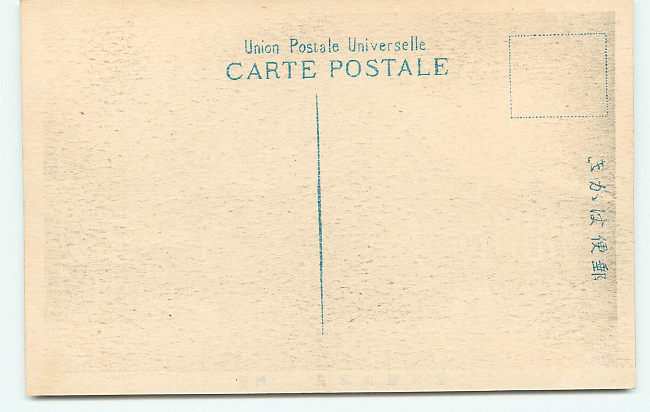 Union Postale Universelle
CARTE POSTALE
きかは便郵